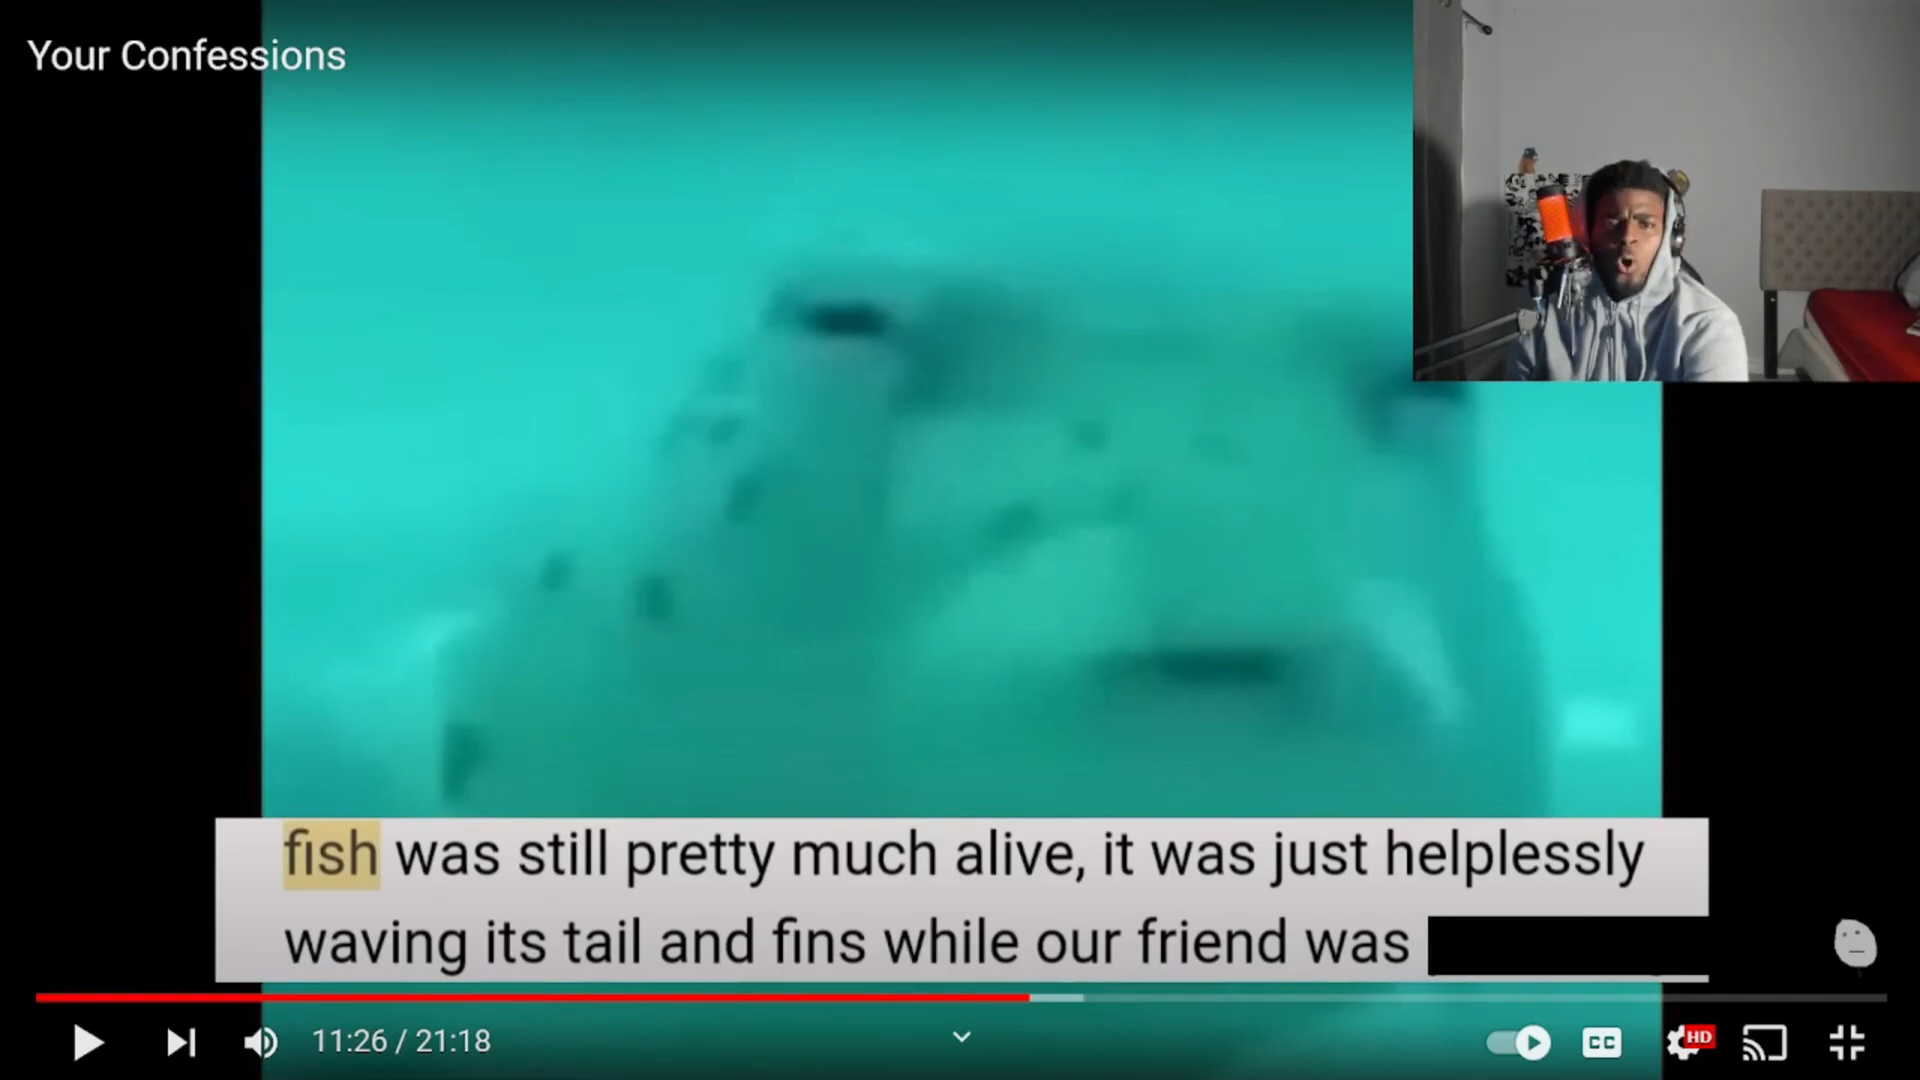 Your Confessions
fish was still pretty much alive, it was just helplessly
waving its tail and fins while our friend was
11:26 / 21:18
CC
HD